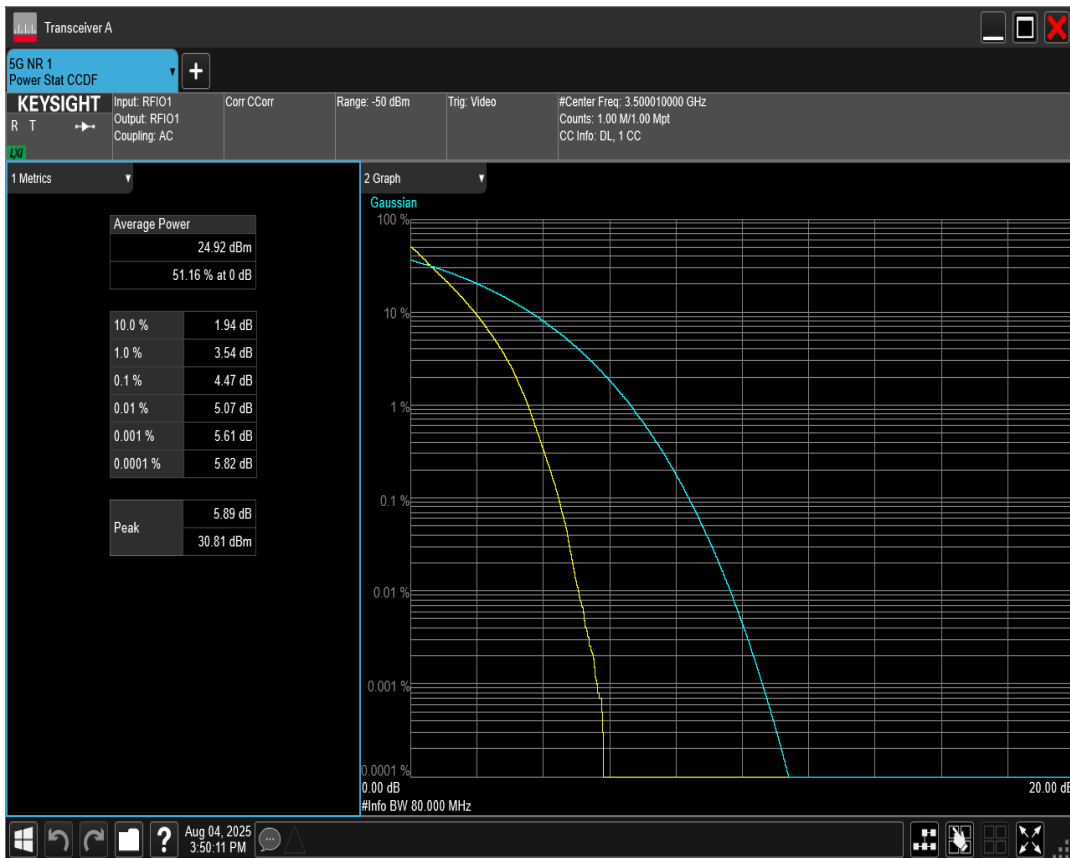 Transceiver A
5G NR 1
Power Stat CCDF
KEYSIGHT
R T
LXI
Input: RFIO1
Output: RFIO1
Coupling: AC
Corr CCorr
Range: -50 dBm
Trig: Video
#Center Freq: 3.500010000 GHz
Counts: 1.00 M/1.00 Mpt
CC Info: DL, 1 CC
1 Metrics
Average Power
24.92 dBm
51.16 % at 0 dB
10.0 % 1.94 dB
1.0 % 3.54 dB
0.1 % 4.47 dB
0.01 % 5.07 dB
0.001 % 5.61 dB
0.0001 % 5.82 dB
Peak
5.89 dB
30.81 dBm
2 Graph
Gaussian
100 %
10 %
1 %
0.1 %
0.01 %
0.001 %
0.0001 %
0.00 dB 20.00 dB
#Info BW 80.000 MHz
?
Aug 04, 2025
3:50:11 PM